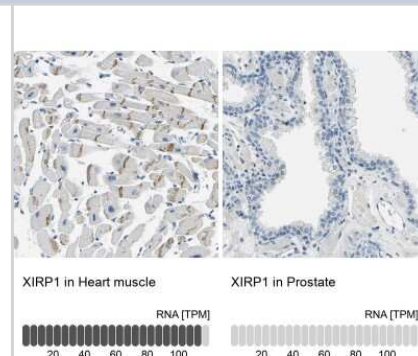 XIRP1 in Heart muscle
XIRP1 in Prostate
RNA [TPM]
RNA [TPM]
20 40 60 80 100
20 40 60 80 100